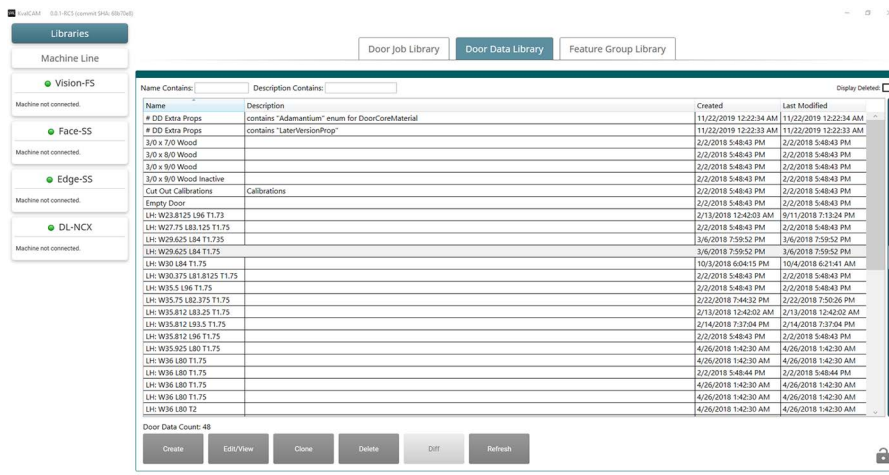 KvalCAM 0.0.1-RC5 (commit SHA: 89b70a8)
Libraries
Machine Line
Vision-FS
Machine not connected.
Face-SS
Machine not connected.
Edge-SS
Machine not connected.
DL-NCX
Machine not connected.
Door Job Library Door Data Library Feature Group Library
Name Contains: Description Contains: Display Deleted:
Name Description Created Last Modified
# DD Extra Props contains "Adamantium" enum for DoorCoreMaterial 11/22/2019 12:22:34 AM 11/22/2019 12:22:34 AM
# DD Extra Props contains "LaterVersionProp" 11/22/2019 12:22:33 AM 11/22/2019 12:22:33 AM
3/0 x 7/0 Wood 2/2/2018 5:48:43 PM 2/2/2018 5:48:43 PM
3/0 x 8/0 Wood 2/2/2018 5:48:43 PM 2/2/2018 5:48:43 PM
3/0 x 9/0 Wood 2/2/2018 5:48:43 PM 2/2/2018 5:48:43 PM
3/0 x 9/0 Wood Inactive 2/2/2018 5:48:43 PM 2/2/2018 5:48:43 PM
Cut Out Calibrations Calibrations 2/2/2018 5:48:43 PM 2/2/2018 5:48:43 PM
Empty Door 2/2/2018 5:48:43 PM 2/2/2018 5:48:43 PM
LH: W23.8125 L96 T1.73 2/13/2018 12:42:03 AM 9/11/2018 7:13:24 PM
LH: W27.75 L83.125 T1.75 2/2/2018 5:48:43 PM 2/2/2018 5:48:43 PM
LH: W29.625 L84 T1.735 3/6/2018 7:59:52 PM 3/6/2018 7:59:52 PM
LH: W29.625 L84 T1.75 3/6/2018 7:59:52 PM 3/6/2018 7:59:52 PM
LH: W30 L84 T1.75 10/3/2018 6:04:15 PM 10/4/2018 6:21:41 AM
LH: W30.375 L81.8125 T1.75 2/2/2018 5:48:43 PM 2/2/2018 5:48:43 PM
LH: W35.5 L96 T1.75 2/2/2018 5:48:43 PM 2/2/2018 5:48:43 PM
LH: W35.75 L82.375 T1.75 2/22/2018 7:44:32 PM 2/22/2018 7:50:26 PM
LH: W35.812 L83.25 T1.75 2/13/2018 12:42:02 AM 2/13/2018 12:42:02 AM
LH: W35.812 L93.5 T1.75 2/14/2018 7:37:04 PM 2/14/2018 7:37:04 PM
LH: W35.812 L96 T1.75 2/2/2018 5:48:43 PM 2/2/2018 5:48:43 PM
LH: W35.925 L80 T1.75 4/26/2018 1:42:30 AM 4/26/2018 1:42:30 AM
LH: W36 L80 T1.75 4/26/2018 1:42:30 AM 4/26/2018 1:42:30 AM
LH: W36 L80 T1.75 2/2/2018 5:48:44 PM 2/2/2018 5:48:44 PM
LH: W36 L80 T1.75 4/26/2018 1:42:30 AM 4/26/2018 1:42:30 AM
LH: W36 L80 T1.75 4/26/2018 1:42:30 AM 4/26/2018 1:42:30 AM
LH: W36 L80 T2 4/26/2018 1:42:30 AM 4/26/2018 1:42:30 AM
Door Data Count: 48
Create Edit/View Clone Delete Diff Refresh